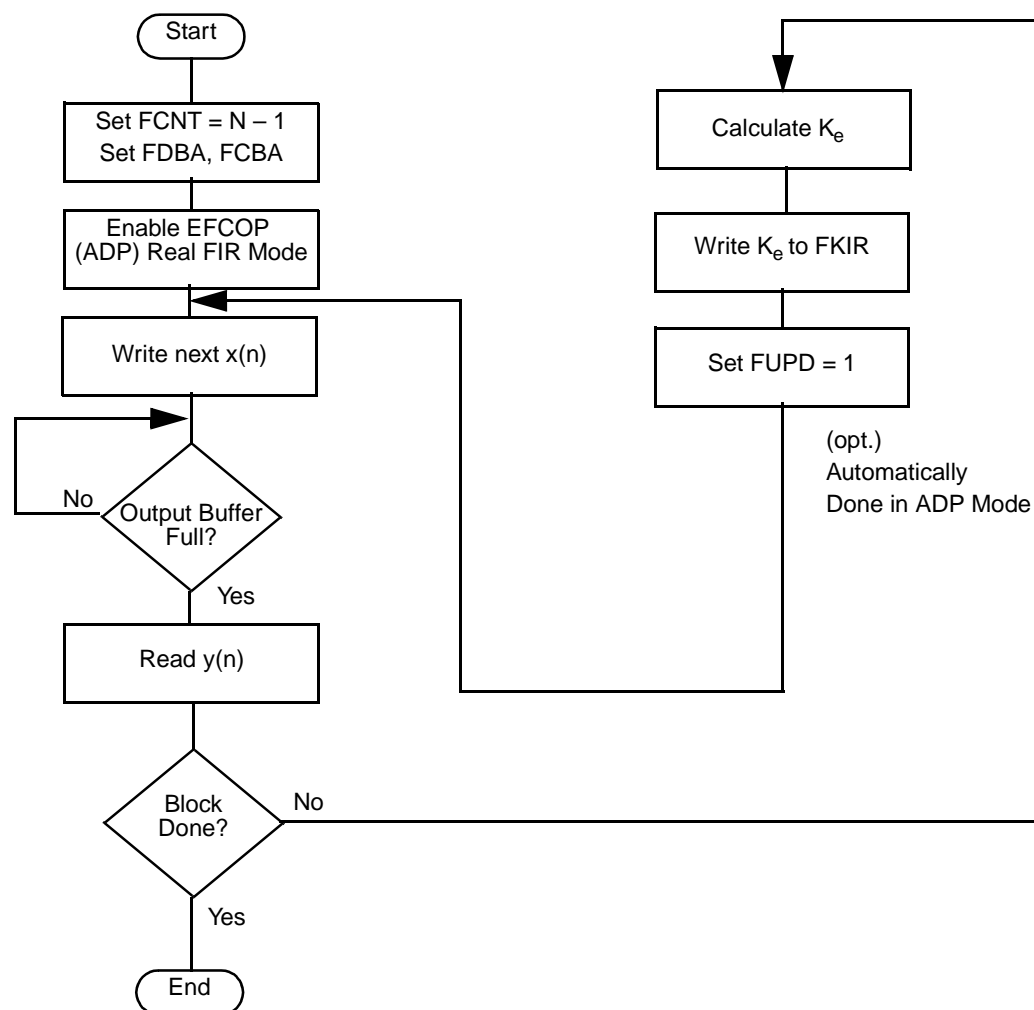 Start
Set FCNT = N – 1
Set FDBA, FCBA
Enable EFCOP
(ADP) Real FIR Mode
Write next x(n)
No
Output Buffer
Full?
Yes
Read y(n)
Block
Done?
No
Yes
End
Calculate Ke
Write Ke to FKIR
Set FUPD = 1
(opt.)
Automatically
Done in ADP Mode